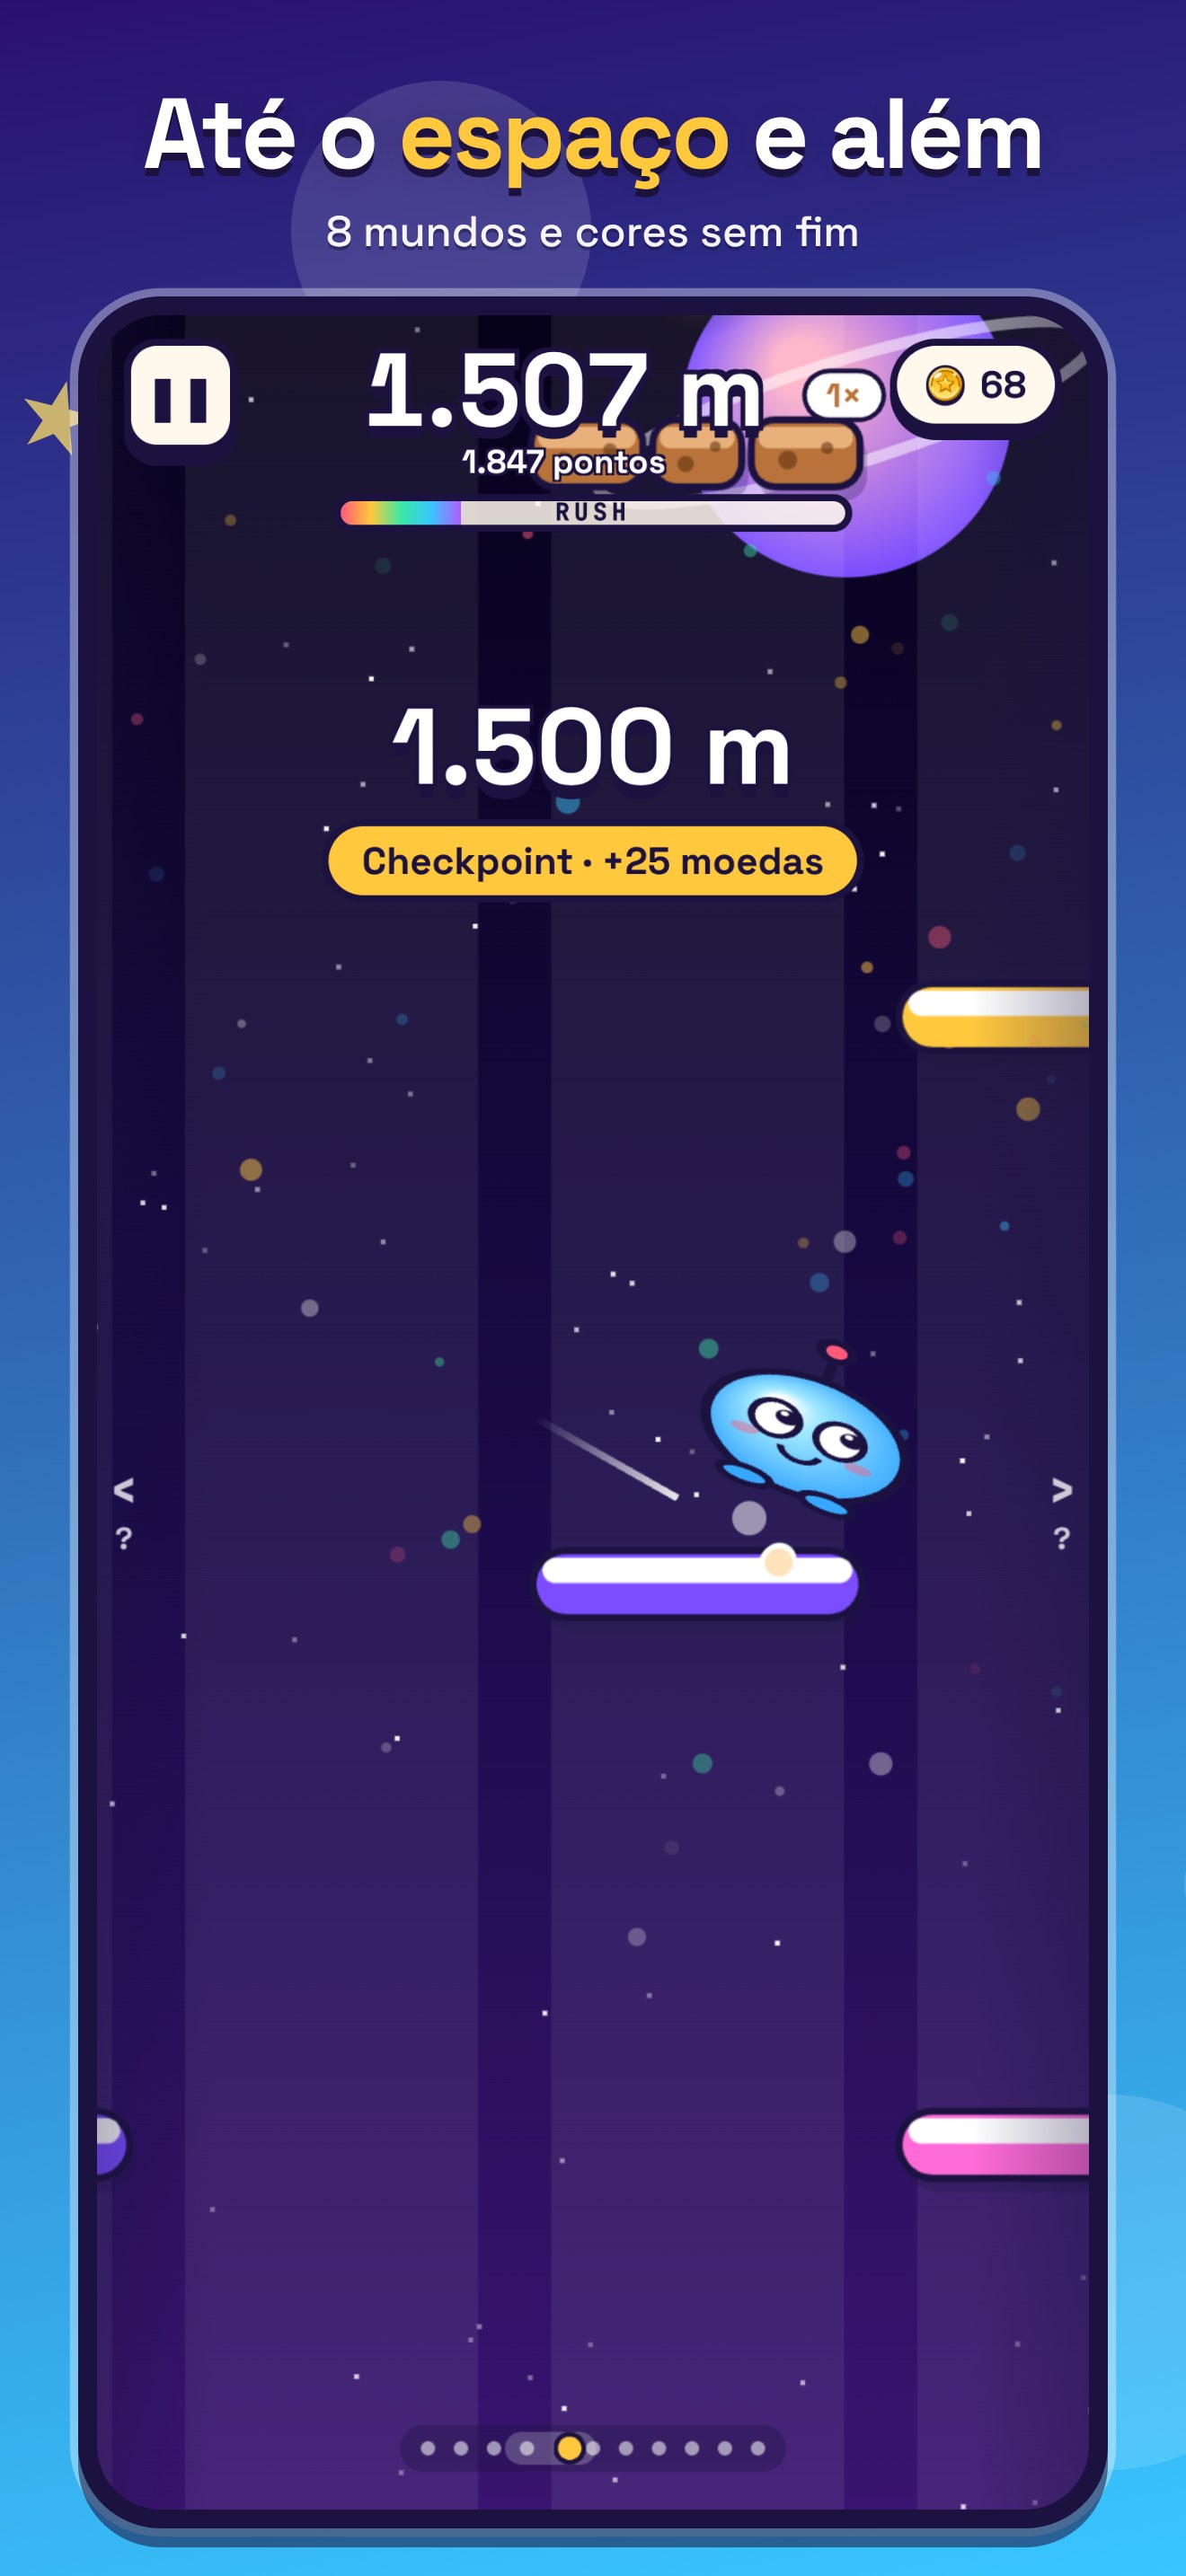 Até o espaço e além
8 mundos e cores sem fim
1.507 m
1×
68
1.847 pontos
RUSH
1.500 m
Checkpoint • +25 moedas
< >
? ?